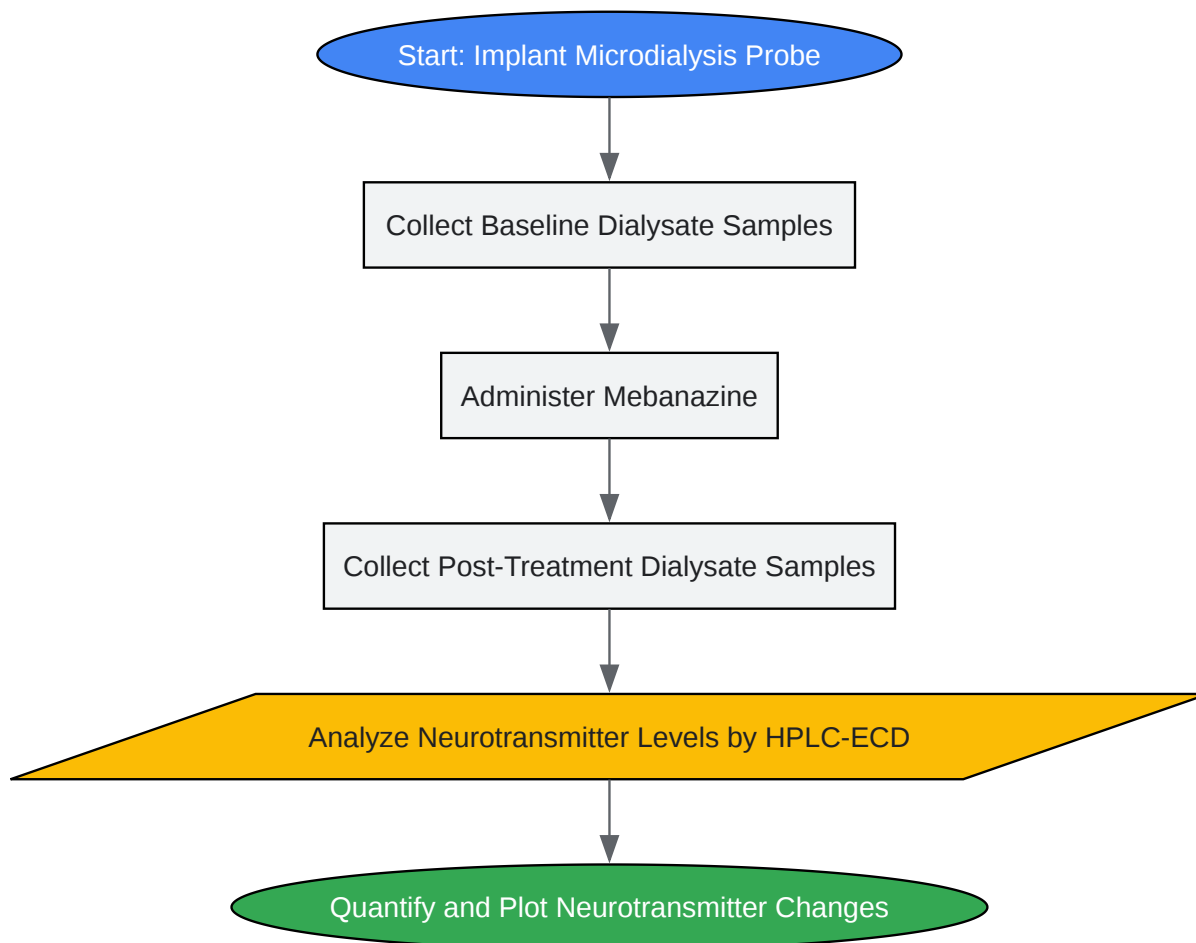 Start: Implant Microdialysis Probe
Collect Baseline Dialysate Samples
Administer Mebanazine
Collect Post-Treatment Dialysate Samples
Analyze Neurotransmitter Levels by HPLC-ECD
Quantify and Plot Neurotransmitter Changes